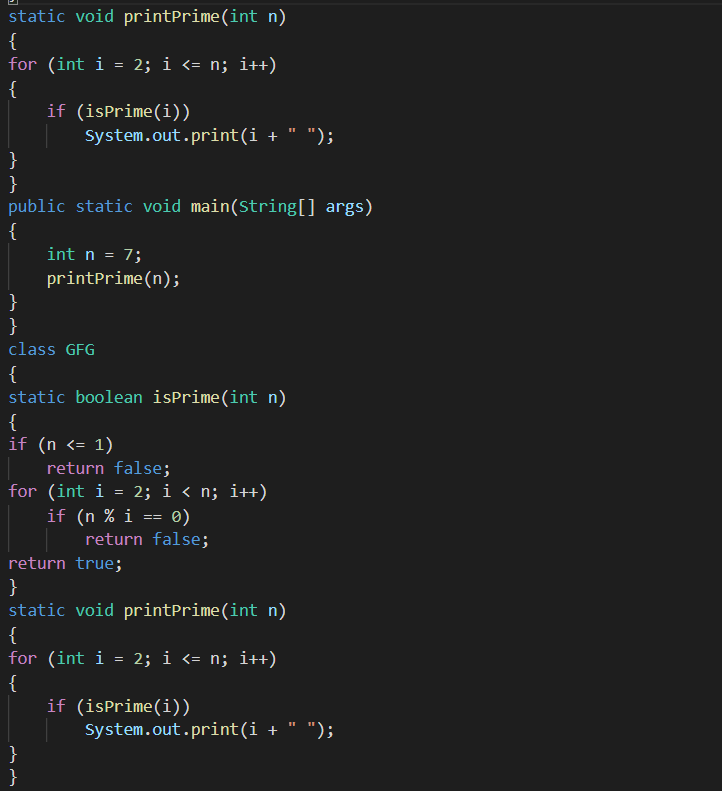 static void printPrime(int n)
{
for (int i = 2; i <= n; i++)
{
    if (isPrime(i))
        System.out.print(i + " ");
}
}
public static void main(String[] args)
{
    int n = 7;
    printPrime(n);
}
}
class GFG
{
static boolean isPrime(int n)
{
if (n <= 1)
    return false;
for (int i = 2; i < n; i++)
    if (n % i == 0)
        return false;
return true;
}
static void printPrime(int n)
{
for (int i = 2; i <= n; i++)
{
    if (isPrime(i))
        System.out.print(i + " ");
}
}